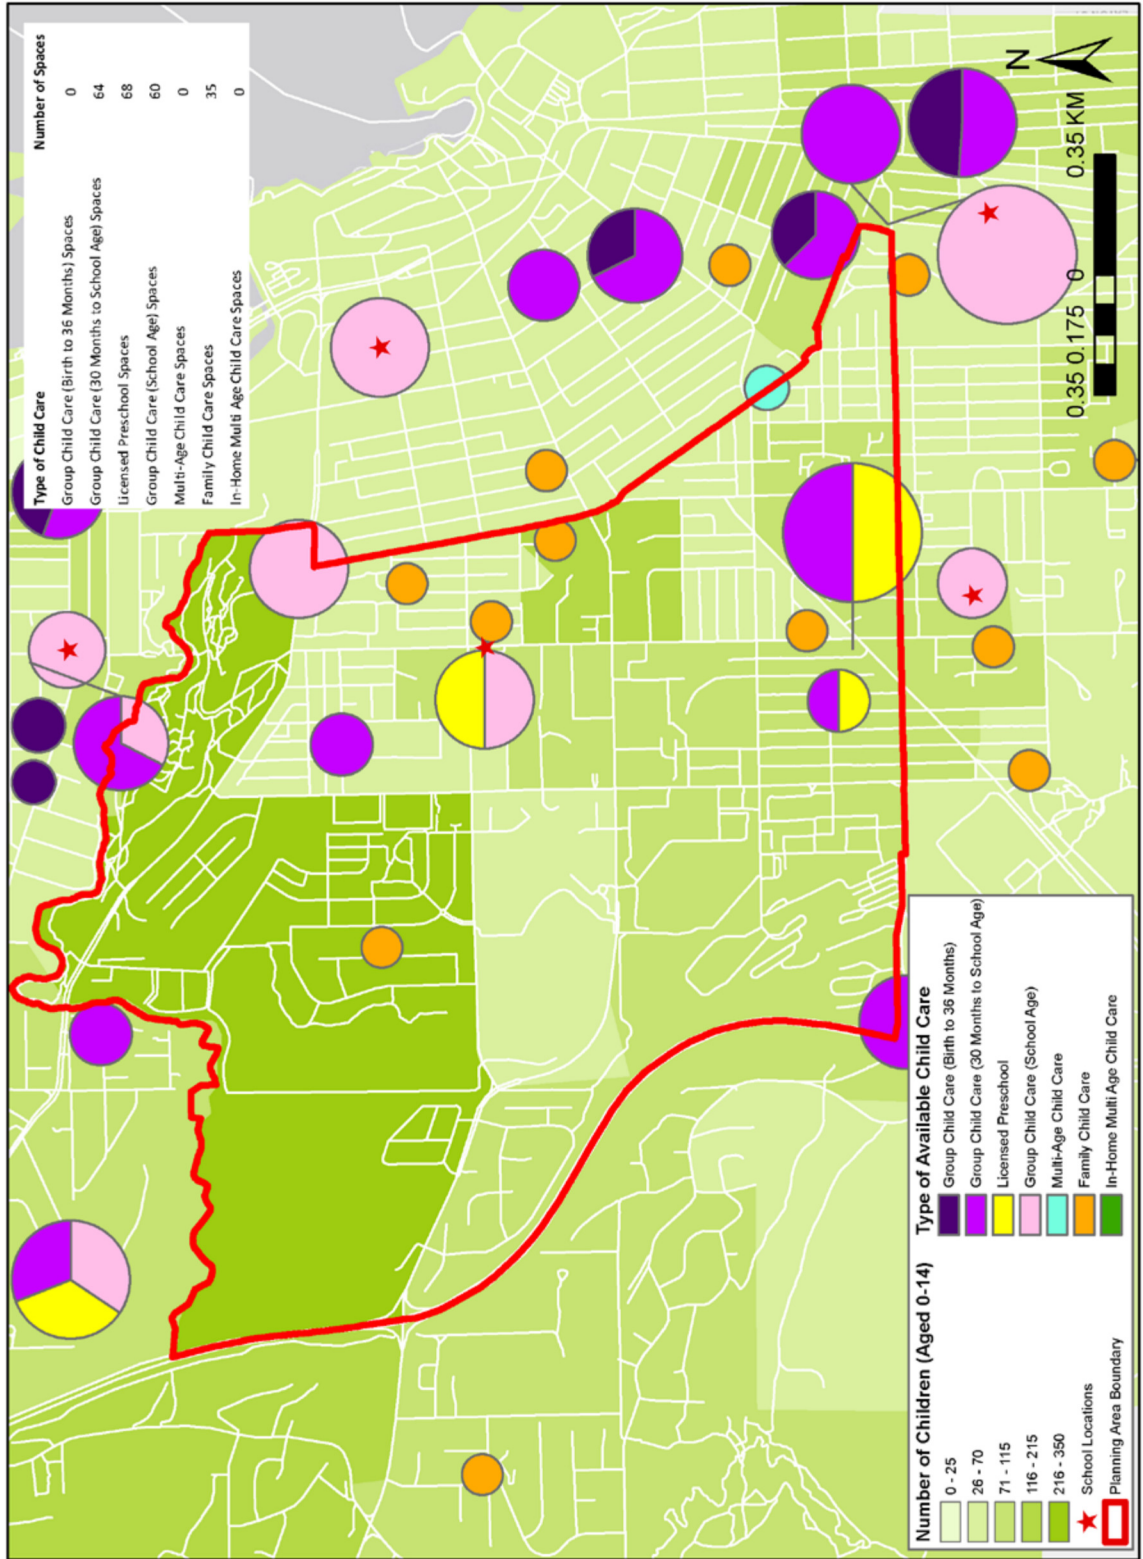 Type of Child Care Number of Spaces
Group Child Care (Birth to 36 Months) Spaces 0
Group Child Care (30 Months to School Age) Spaces 64
Licensed Preschool Spaces 68
Group Child Care (School Age) Spaces 60
Multi-Age Child Care Spaces 0
Family Child Care Spaces 35
In-Home Multi Age Child Care Spaces 0
N
0.35 0.175 0 0.35 KM
Number of Children (Aged 0-14)
0 - 25
26 - 70
71 - 115
116 - 215
216 - 350
School Locations
Planning Area Boundary
Type of Available Child Care
Group Child Care (Birth to 36 Months)
Group Child Care (30 Months to School Age)
Licensed Preschool
Group Child Care (School Age)
Multi-Age Child Care
Family Child Care
In-Home Multi Age Child Care